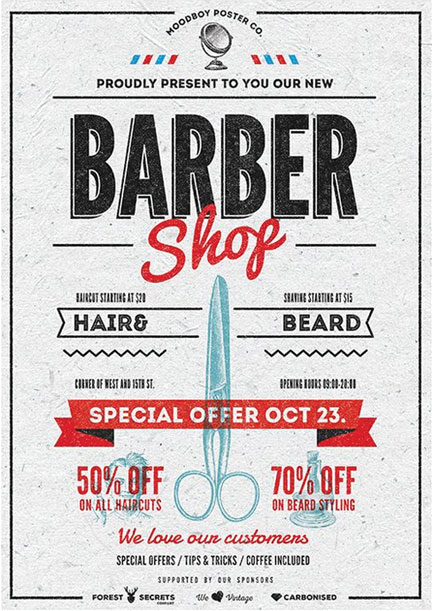 MOODBOY POSTER CO.
PROUDLY PRESENT TO YOU OUR NEW
BARBER
Shop
HAIRCUT STARTING AT $20
SHAVING STARTING AT $15
HAIR&
BEARD
CORNER OF WEST AND 15TH ST.
OPENING HOURS 09:00-20:00
SPECIAL OFFER OCT 23.
50% OFF
ON ALL HAIRCUTS
70% OFF
ON BEARD STYLING
We love our customers
SPECIAL OFFERS / TIPS & TRICKS / COFFEE INCLUDED
SUPPORTED BY OUR SPONSORS
FOREST SECRETS
COMPANY
We Vintage
CARBONISED